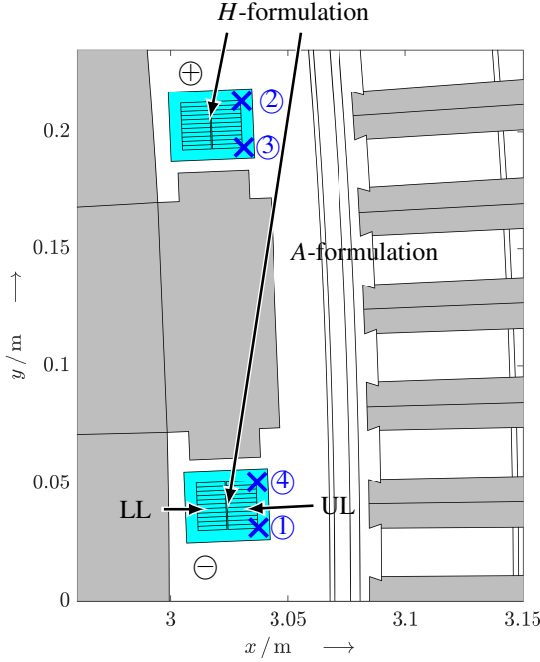 H-formulation
⊕
②
③
0.2
A-formulation
0.15
y / m ⟶
0.1
0.05
④
LL
UL
①
⊖
0
3
3.05
3.1
3.15
x / m ⟶